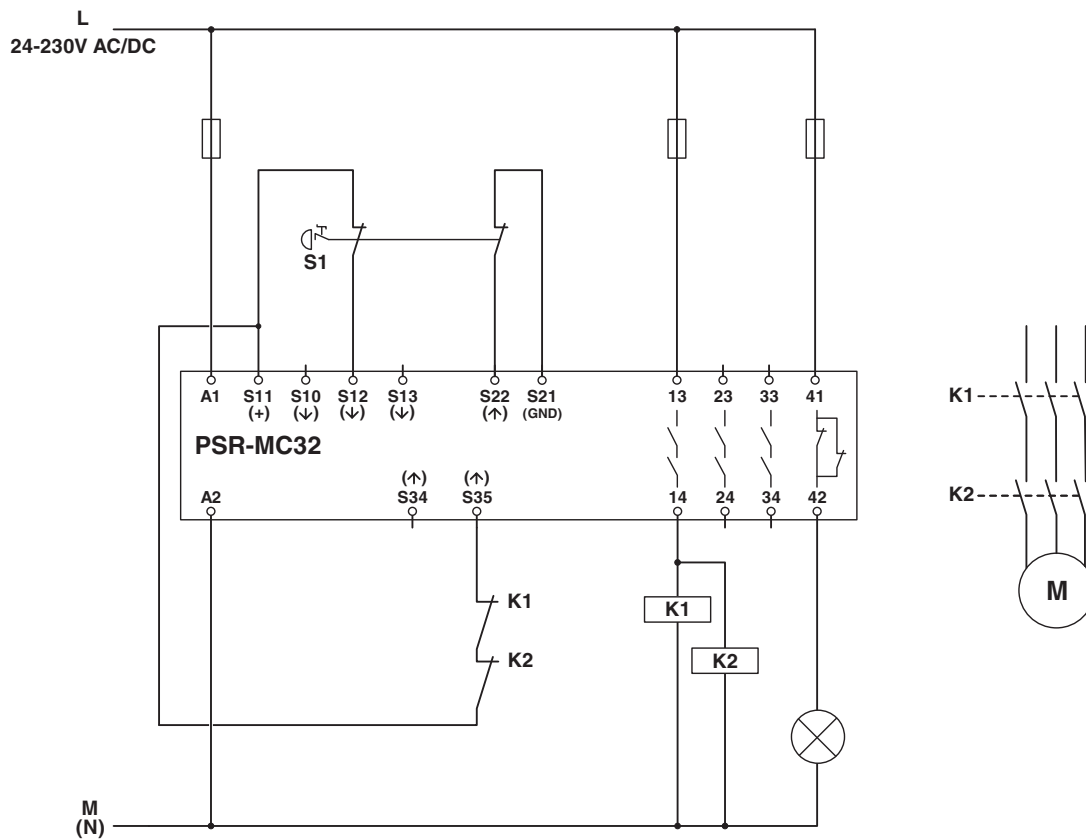 L
24-230V AC/DC
S1
A1 S11 S10 S12 S13 S22 S21 13 23 33 41
(+) (↓) (↓) (↓) (↑) (GND)
PSR-MC32
(↑) (↑)
A2 S34 S35 14 24 34 42
K1
K2
K1
K2
K1
K2
M
M
(N)